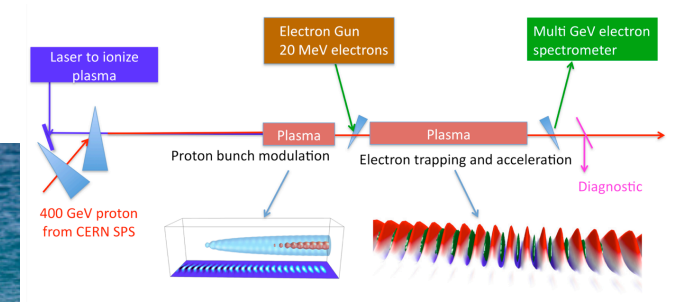 Electron Gun
20 MeV electrons
Multi GeV electron
spectrometer
Laser to ionize
plasma
Plasma
Plasma
Proton bunch modulation
Electron trapping and acceleration
Diagnostic
400 GeV proton
from CERN SPS